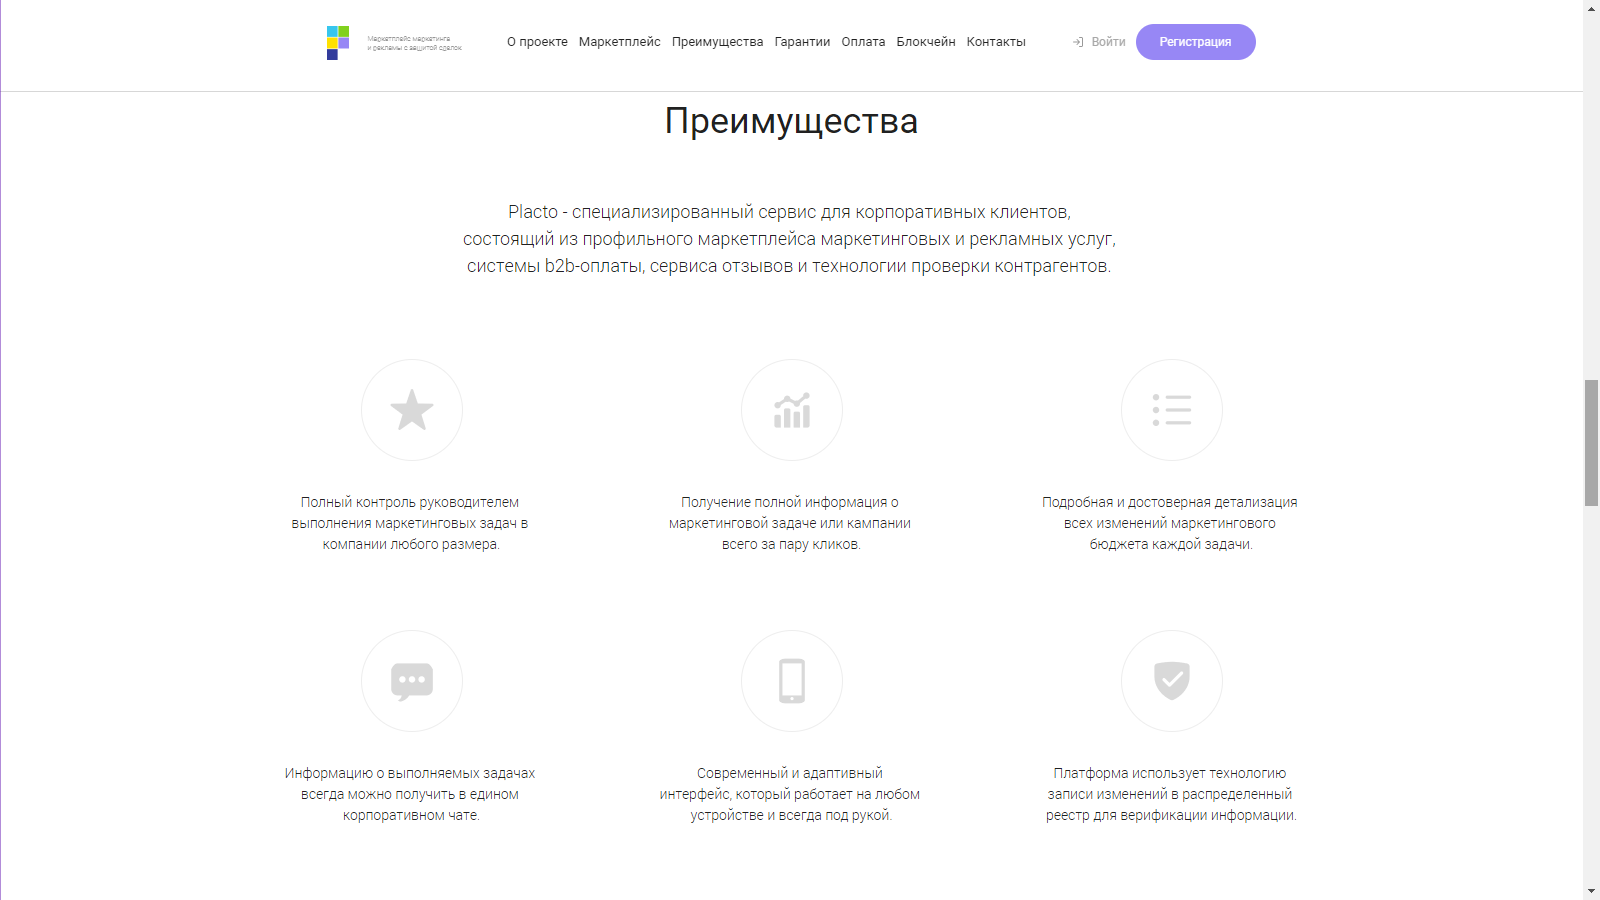 Маркетплейс маркетинга
и рекламы с защитой сделок
О проекте Маркетплейс Преимущества Гарантии Оплата Блокчейн Контакты
Войти
Регистрация
Преимущества
Placto - специализированный сервис для корпоративных клиентов,
состоящий из профильного маркетплейса маркетинговых и рекламных услуг,
системы b2b-оплаты, сервиса отзывов и технологии проверки контрагентов.
Полный контроль руководителем
выполнения маркетинговых задач в
компании любого размера.
Получение полной информация о
маркетинговой задаче или кампании
всего за пару кликов.
Подробная и достоверная детализация
всех изменений маркетингового
бюджета каждой задачи.
Информацию о выполняемых задачах
всегда можно получить в едином
корпоративном чате.
Современный и адаптивный
интерфейс, который работает на любом
устройстве и всегда под рукой.
Платформа использует технологию
записи изменений в распределенный
реестр для верификации информации.